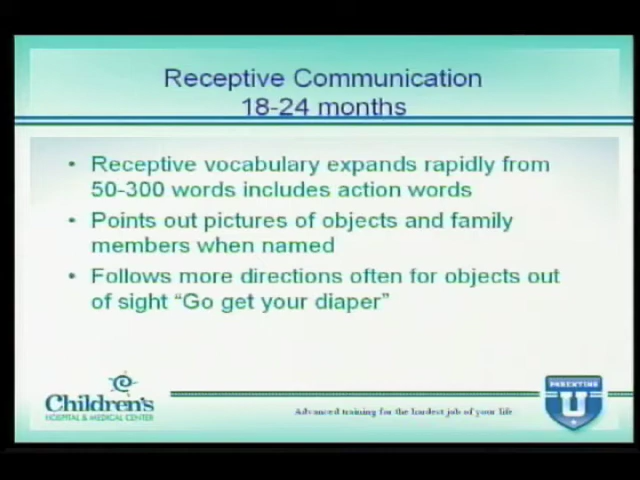 Receptive Communication
18-24 months
• Receptive vocabulary expands rapidly from
50-300 words includes action words
• Points out pictures of objects and family
members when named
• Follows more directions often for objects out
of sight “Go get your diaper”
Children's
HOSPITAL & MEDICAL CENTER
Advanced training for the hardest job of your life
PARENTING
U